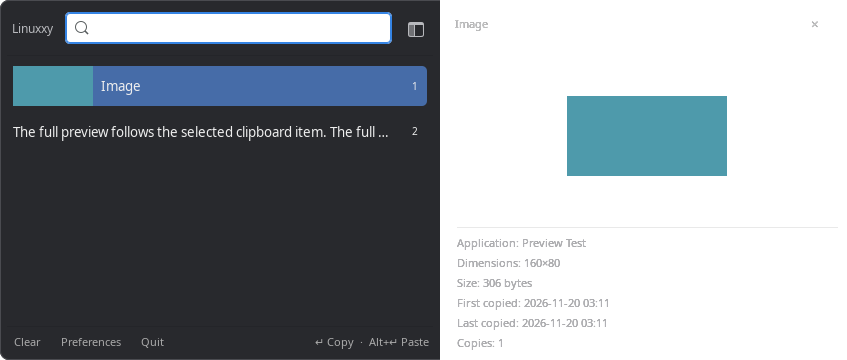 Linuxxy
Image 1
The full preview follows the selected clipboard item. The full ... 2
Clear Preferences Quit ↵ Copy · Alt+↵ Paste
Image ×
Application: Preview Test
Dimensions: 160×80
Size: 306 bytes
First copied: 2026-11-20 03:11
Last copied: 2026-11-20 03:11
Copies: 1